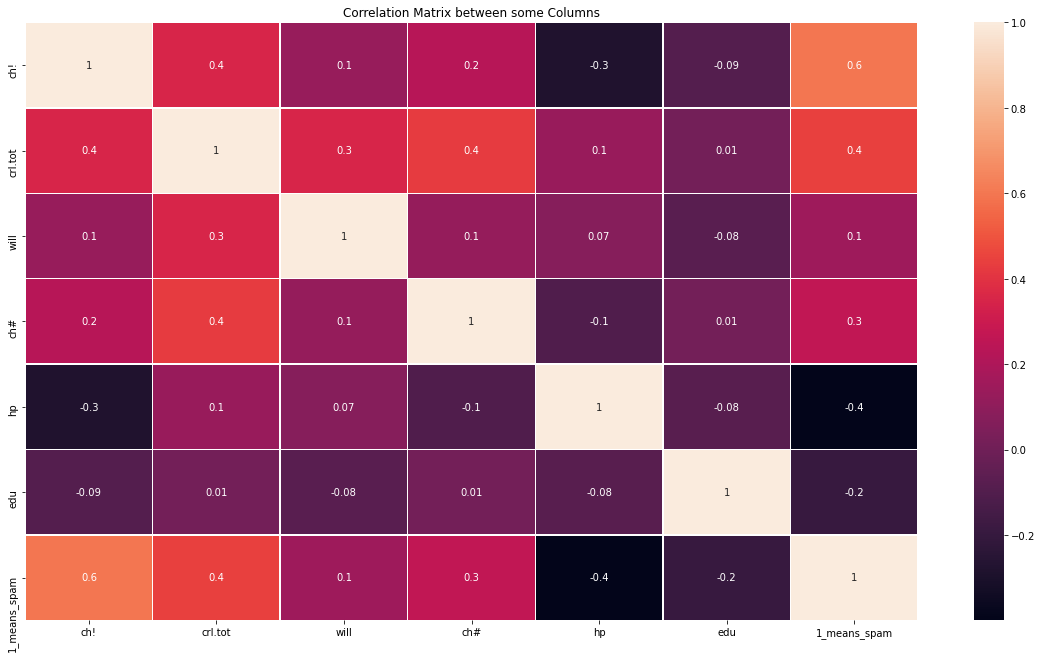 Correlation Matrix between some Columns
ch! 1 0.4 0.1 0.2 -0.3 -0.09 0.6
crl.tot 0.4 1 0.3 0.4 0.1 0.01 0.4
will 0.1 0.3 1 0.1 0.07 -0.08 0.1
ch# 0.2 0.4 0.1 1 -0.1 0.01 0.3
hp -0.3 0.1 0.07 -0.1 1 -0.08 -0.4
edu -0.09 0.01 -0.08 0.01 -0.08 1 -0.2
1_means_spam 0.6 0.4 0.1 0.3 -0.4 -0.2 1
ch! crl.tot will ch# hp edu 1_means_spam
1.0
0.8
0.6
0.4
0.2
0.0
−0.2